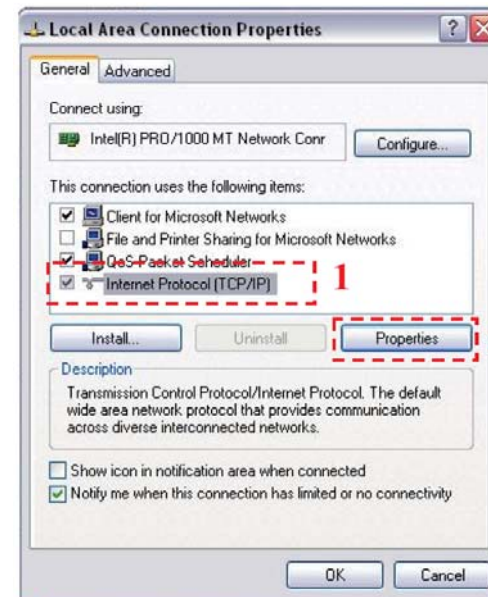 Local Area Connection Properties
General Advanced
Connect using:
Intel(R) PRO/1000 MT Network Conr
Configure...
This connection uses the following items:
Client for Microsoft Networks
File and Printer Sharing for Microsoft Networks
QoS Packet Scheduler
Internet Protocol (TCP/IP)
1
Install... Uninstall Properties
Description
Transmission Control Protocol/Internet Protocol. The default
wide area network protocol that provides communication
across diverse interconnected networks.
Show icon in notification area when connected
Notify me when this connection has limited or no connectivity
OK Cancel